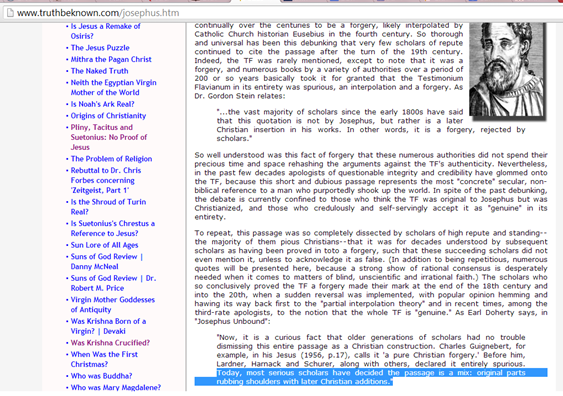 www.truthbeknown.com/josephus.htm
Is Jesus a Remake of
Osiris?
The Jesus Puzzle
Mithra the Pagan Christ
The Naked Truth
Neith the Egyptian Virgin
Mother of the World
Is Noah's Ark Real?
Origins of Christianity
Pliny, Tacitus and
Suetonius: No Proof of
Jesus
The Problem of Religion
Rebuttal to Dr. Chris
Forbes concerning
'Zeitgeist, Part 1'
Is the Shroud of Turin
Real?
Is Suetonius's Chrestus a
Reference to Jesus?
Sun Lore of All Ages
Suns of God Review |
Danny McNeal
Suns of God Review | Dr.
Robert M. Price
Virgin Mother Goddesses
of Antiquity
Was Krishna Born of a
Virgin? | Devaki
Was Krishna Crucified?
When Was the First
Christmas?
Who was Buddha?
Who was Mary Magdalene?
continually over the centuries to be a forgery, likely interpolated by
Catholic Church historian Eusebius in the fourth century. So thorough
and universal has been this debunking that very few scholars of repute
continued to cite the passage after the turn of the 19th century.
Indeed, the TF was rarely mentioned, except to note that it was a
forgery, and numerous books by a variety of authorities over a period of
200 or so years basically took it for granted that the Testimonium
Flavianum in its entirety was spurious, an interpolation and a forgery. As
Dr. Gordon Stein relates:
"...the vast majority of scholars since the early 1800s have said
that this quotation is not by Josephus, but rather is a later
Christian insertion in his works. In other words, it is a forgery, rejected by
scholars."
So well understood was this fact of forgery that these numerous authorities did not spend their
precious time and space rehashing the arguments against the TF's authenticity. Nevertheless,
in the past few decades apologists of questionable integrity and credibility have glommed onto
the TF, because this short and dubious passage represents the most "concrete" secular, non-
biblical reference to a man who purportedly shook up the world. In spite of the past debunking,
the debate is currently confined to those who think the TF was original to Josephus but was
Christianized, and those who credulously and self-servingly accept it as "genuine" in its
entirety.
To repeat, this passage was so completely dissected by scholars of high repute and standing--
the majority of them pious Christians--that it was for decades understood by subsequent
scholars as having been proved in toto a forgery, such that these succeeding scholars did not
even mention it, unless to acknowledge it as false. (In addition to being repetitious, numerous
quotes will be presented here, because a strong show of rational consensus is desperately
needed when it comes to matters of blind, unscientific and irrational faith.) The scholars who
so conclusively proved the TF a forgery made their mark at the end of the 18th century and
into the 20th, when a sudden reversal was implemented, with popular opinion hemming and
hawing its way back first to the "partial interpolation theory" and in recent times, among the
third-rate apologists, to the notion that the whole TF is "genuine." As Earl Doherty says, in
"Josephus Unbound":
"Now, it is a curious fact that older generations of scholars had no trouble
dismissing this entire passage as a Christian construction. Charles Guignebert, for
example, in his Jesus (1956, p.17), calls it 'a pure Christian forgery.' Before him,
Lardner, Harnack and Schurer, along with others, declared it entirely spurious.
Today, most serious scholars have decided the passage is a mix: original parts
rubbing shoulders with later Christian additions."